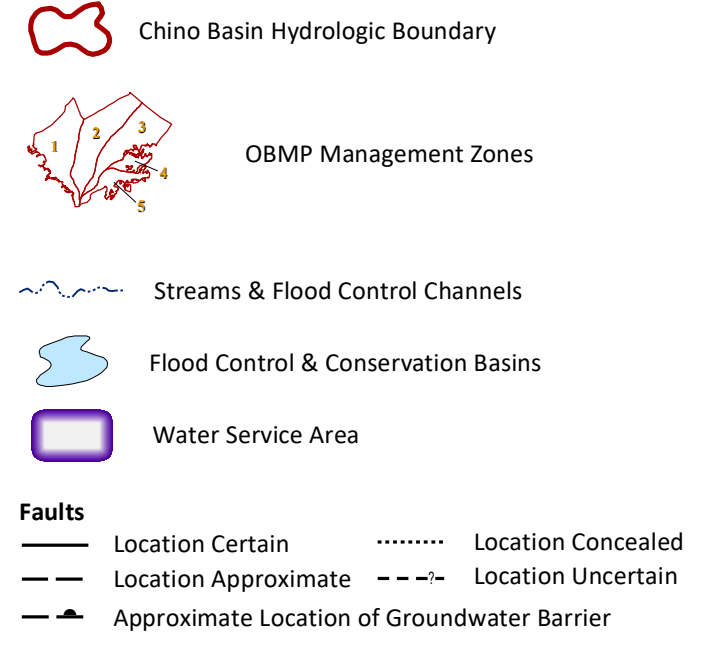 Chino Basin Hydrologic Boundary
1
2
3
4
5
OBMP Management Zones
Streams & Flood Control Channels
Flood Control & Conservation Basins
Water Service Area
Faults
Location Certain
Location Concealed
Location Approximate
?
Location Uncertain
Approximate Location of Groundwater Barrier